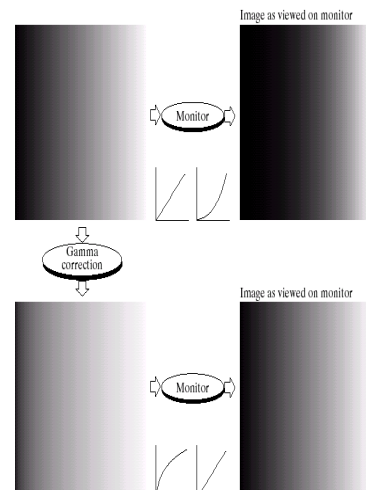 Image as viewed on monitor
Monitor
Gamma
correction
Image as viewed on monitor
Monitor